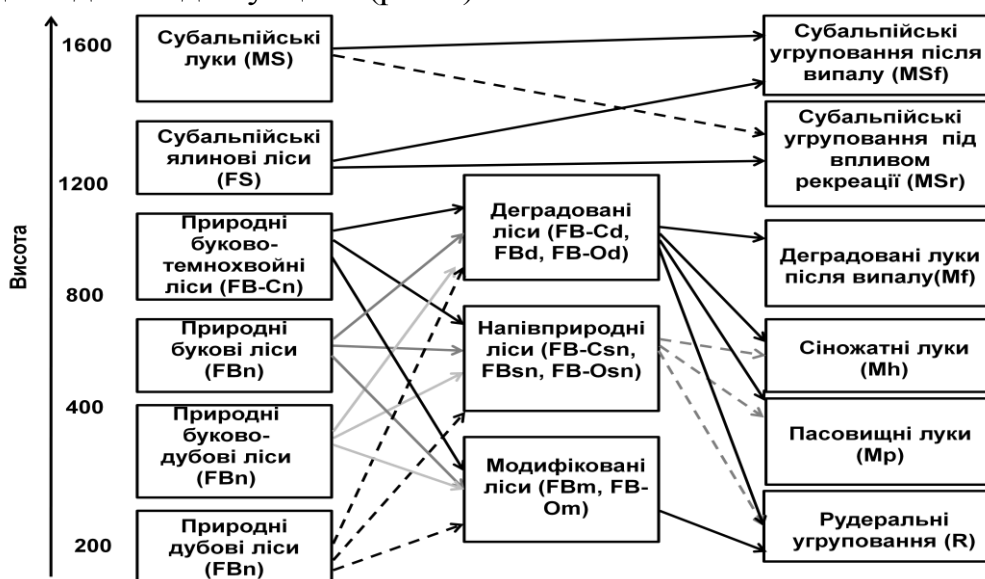 1600
1200
800
400
200
Висота
Субальпійські
луки (MS)
Субальпійські
ялинові ліси
(FS)
Природні
буково-
темнохвойні
ліси (FB-Cn)
Природні
букові ліси
(FBn)
Природні
буково-
дубові ліси
(FBn)
Природні
дубові ліси
(FBn)
Деградовані
ліси (FB-Cd,
FBd, FB-Od)
Напівприродні
ліси (FB-Csn,
FBsn, FB-Osn)
Модифіковані
ліси (FBm, FB-
Om)
Субальпійські
угруповання після
випалу (MSf)
Субальпійські
угруповання під
впливом
рекреації (MSr)
Деградовані луки
після випалу(Mf)
Сіножатні луки
(Mh)
Пасовищні луки
(Mp)
Рудеральні
угруповання (R)